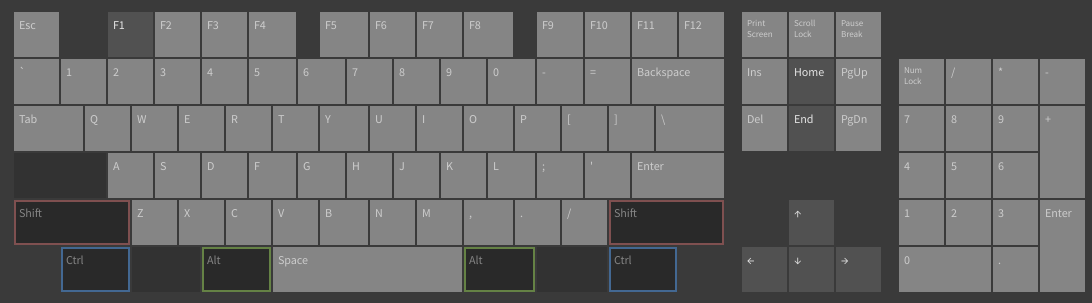 Esc F1 F2 F3 F4 F5 F6 F7 F8 F9 F10 F11 F12 Print Scroll Pause
Screen Lock Break
` 1 2 3 4 5 6 7 8 9 0 - = Backspace Ins Home PgUp Num / * -
Lock
Tab Q W E R T Y U I O P [ ] \ Del End PgDn 7 8 9 +
A S D F G H J K L ; ' Enter 4 5 6
Shift Z X C V B N M , . / Shift ↑ 1 2 3 Enter
Ctrl Alt Space Alt Ctrl ← ↓ → 0 .